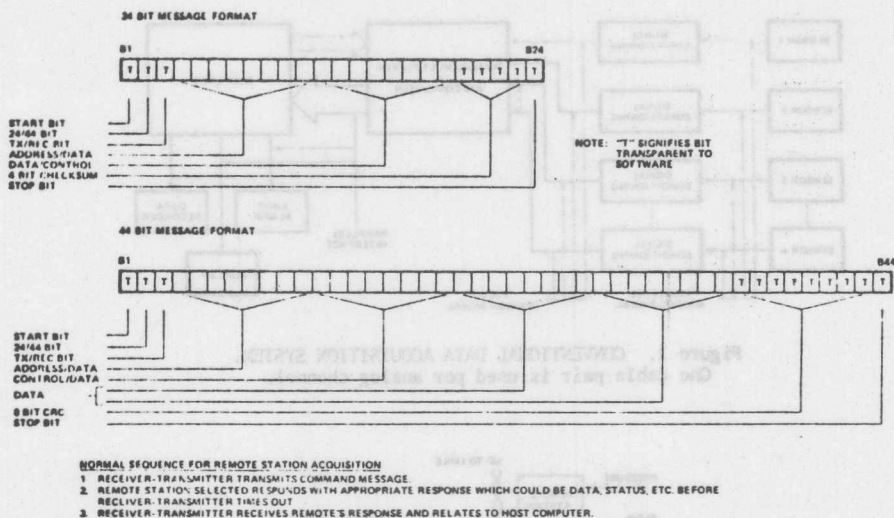 24 BIT MESSAGE FORMAT
B1
B24
T T T
T T T T T
START BIT
24/44 BIT
TX/REC BIT
ADDRESS/DATA
DATA/CONTROL
4 BIT CHECKSUM
STOP BIT
NOTE: "T" SIGNIFIES BIT
TRANSPARENT TO
SOFTWARE
44 BIT MESSAGE FORMAT
B1
B44
T T T
T T T T T T T T T
START BIT
24/44 BIT
TX/REC BIT
ADDRESS/DATA
CONTROL/DATA
DATA
8 BIT CRC
STOP BIT
Figure 1. CONVENTIONAL DATA ACQUISITION SYSTEM
One cable pair is used per analog channel.
NORMAL SEQUENCE FOR REMOTE STATION ACQUISITION
1 RECEIVER-TRANSMITTER TRANSMITS COMMAND MESSAGE.
2. REMOTE STATION SELECTED RESPONDS WITH APPROPRIATE RESPONSE WHICH COULD BE DATA, STATUS, ETC. BEFORE
RECEIVER-TRANSMITTER TIMES OUT
3. RECEIVER-TRANSMITTER RECEIVES REMOTE'S RESPONSE AND RELATES TO HOST COMPUTER.